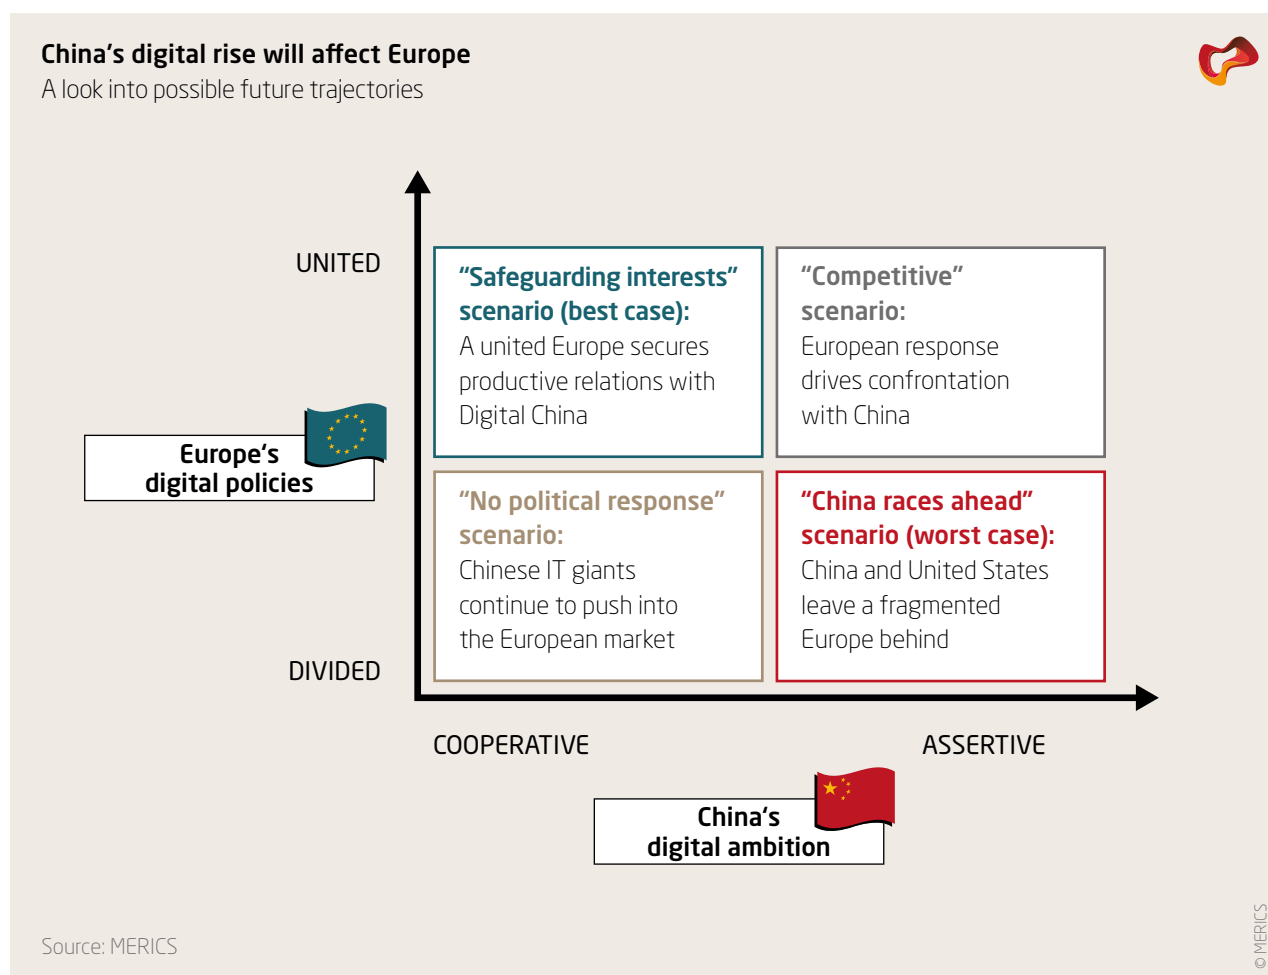 China's digital rise will affect Europe
A look into possible future trajectories
UNITED
“Safeguarding interests”
scenario (best case):
A united Europe secures
productive relations with
Digital China
“Competitive”
scenario:
European response
drives confrontation
with China
Europe‘s
digital policies
“No political response”
scenario:
Chinese IT giants
continue to push into
the European market
“China races ahead”
scenario (worst case):
China and United States
leave a fragmented
Europe behind
DIVIDED
COOPERATIVE
ASSERTIVE
China‘s
digital ambition
Source: MERICS
© MERICS